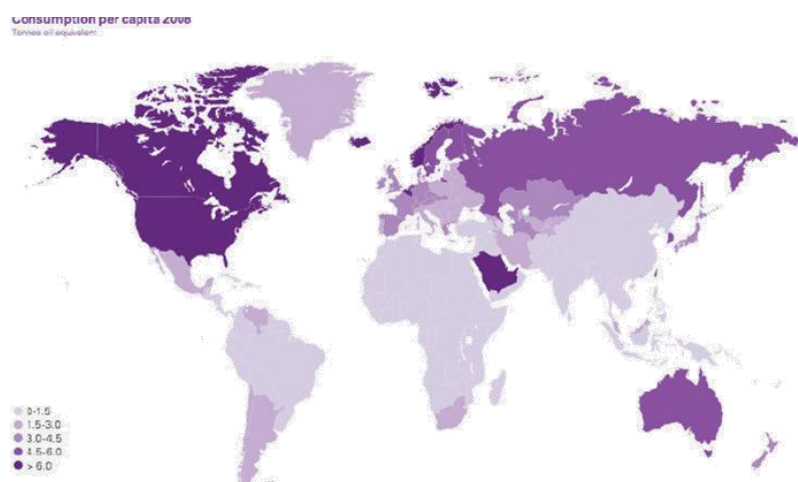 Consumption per capita 2008
Tonnes oil equivalent
0-1.5
1.5-3.0
3.0-4.5
4.5-6.0
> 6.0